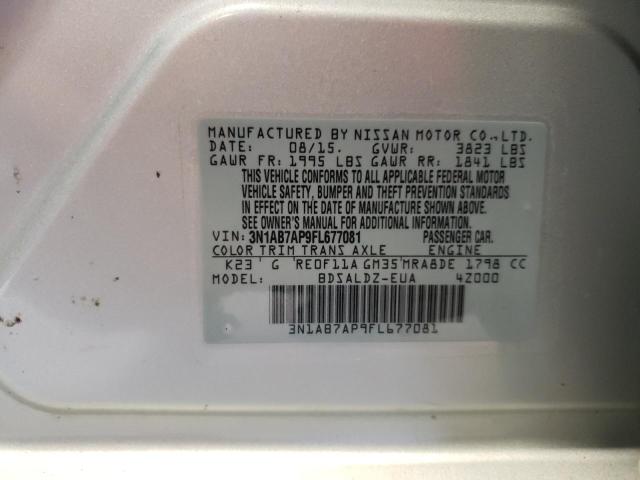 MANUFACTURED BY NISSAN MOTOR CO., LTD.
DATE: 08/15. GVWR: 3823 LBS
GAWR FR: 1995 LBS GAWR RR: 1841 LBS
THIS VEHICLE CONFORMS TO ALL APPLICABLE FEDERAL MOTOR
VEHICLE SAFETY, BUMPER AND THEFT PREVENTION STANDARDS
IN EFFECT ON THE DATE OF MANUFACTURE SHOWN ABOVE.
SEE OWNER'S MANUAL FOR ADDITIONAL INFORMATION.
VIN: 3N1AB7AP9FL677081 PASSENGER CAR.
COLOR TRIM TRANS AXLE ENGINE
K23 G RE0F11A GM35 MRA8DE 1798 CC
MODEL: BDSALDZ-EUA 4Z000
3N1AB7AP9FL677081